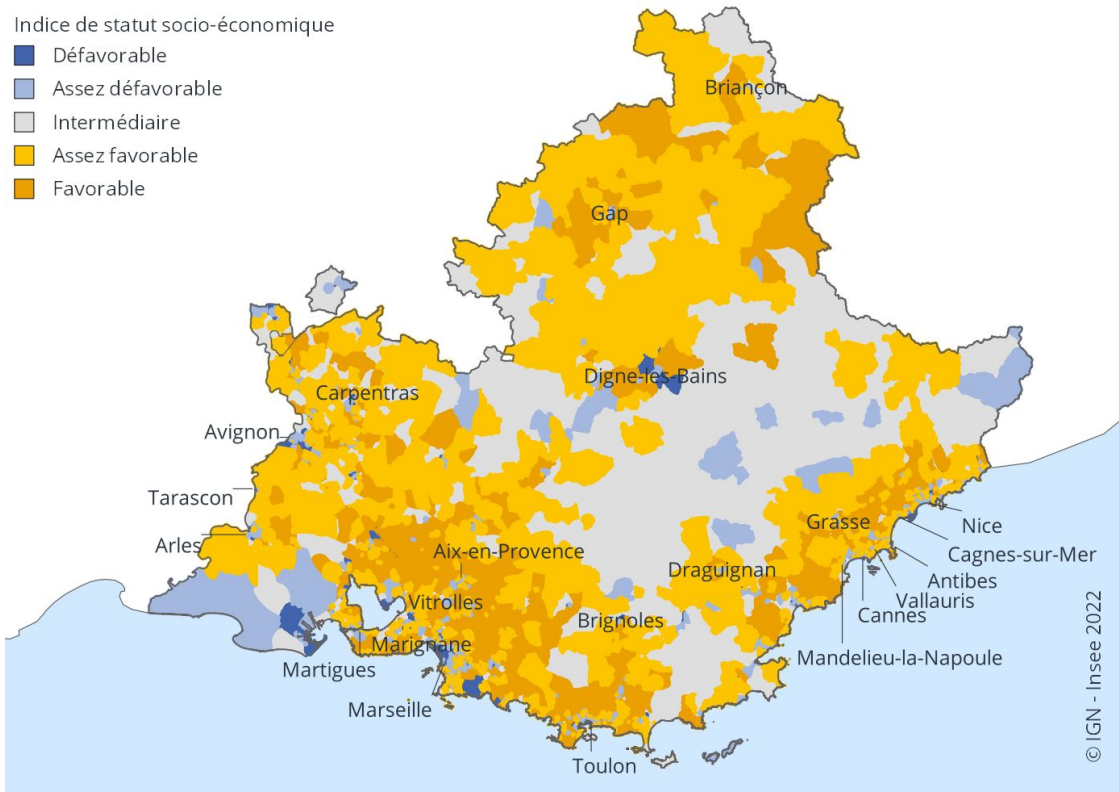 Indice de statut socio-économique
Défavorable
Assez défavorable
Intermédiaire
Assez favorable
Favorable
Briançon
Gap
Digne-les-Bains
Carpentras
Avignon
Tarascon
Arles
Aix-en-Provence
Grasse
Nice
Cagnes-sur-Mer
Antibes
Vallauris
Cannes
Draguignan
Vitrolles
Brignoles
Marignane
Martigues
Mandelieu-la-Napoule
Marseille
Toulon
© IGN - Insee 2022